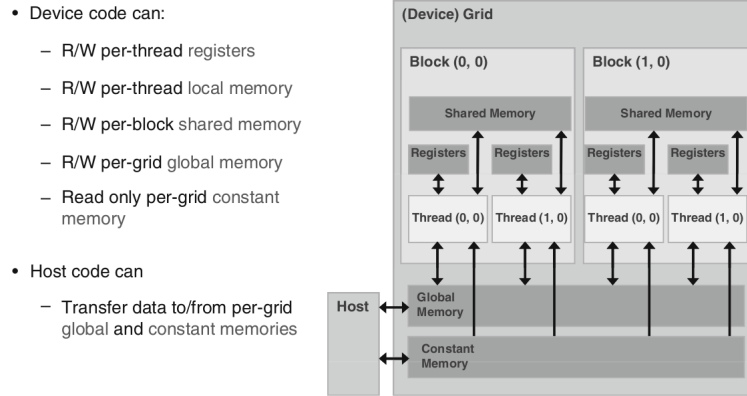 • Device code can:
– R/W per-thread registers
– R/W per-thread local memory
– R/W per-block shared memory
– R/W per-grid global memory
– Read only per-grid constant
memory
• Host code can
– Transfer data to/from per-grid
global and constant memories
(Device) Grid
Block (0, 0)
Block (1, 0)
Shared Memory
Shared Memory
Registers
Registers
Registers
Registers
Thread (0, 0)
Thread (1, 0)
Thread (0, 0)
Thread (1, 0)
Host
Global
Memory
Constant
Memory